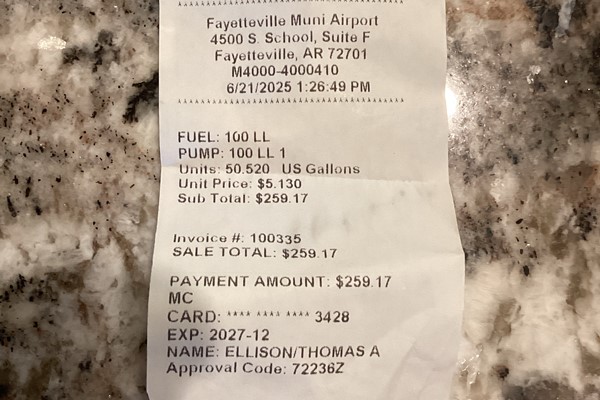 Fayetteville Muni Airport
4500 S. School, Suite F
Fayetteville, AR 72701
M4000-4000410
6/21/2025 1:26:49 PM
FUEL: 100 LL
PUMP: 100 LL 1
Units: 50.520 US Gallons
Unit Price: $5.130
Sub Total: $259.17
Invoice #: 100335
SALE TOTAL: $259.17
PAYMENT AMOUNT: $259.17
MC
CARD: **** **** **** 3428
EXP: 2027-12
NAME: ELLISON/THOMAS A
Approval Code: 72236Z